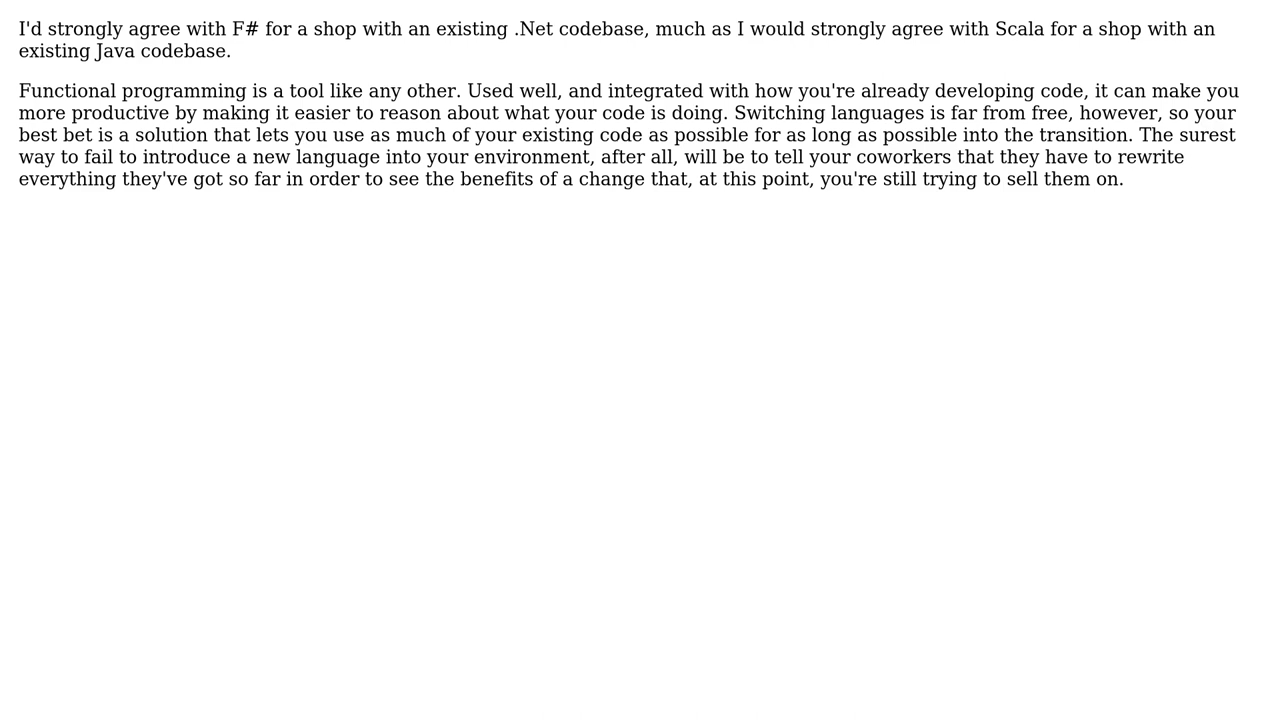 I'd strongly agree with F# for a shop with an existing .Net codebase, much as I would strongly agree with Scala for a shop with an
existing Java codebase.
Functional programming is a tool like any other. Used well, and integrated with how you're already developing code, it can make you
more productive by making it easier to reason about what your code is doing. Switching languages is far from free, however, so your
best bet is a solution that lets you use as much of your existing code as possible for as long as possible into the transition. The surest
way to fail to introduce a new language into your environment, after all, will be to tell your coworkers that they have to rewrite
everything they've got so far in order to see the benefits of a change that, at this point, you're still trying to sell them on.